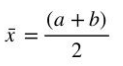 x̄ = (a + b) / 2